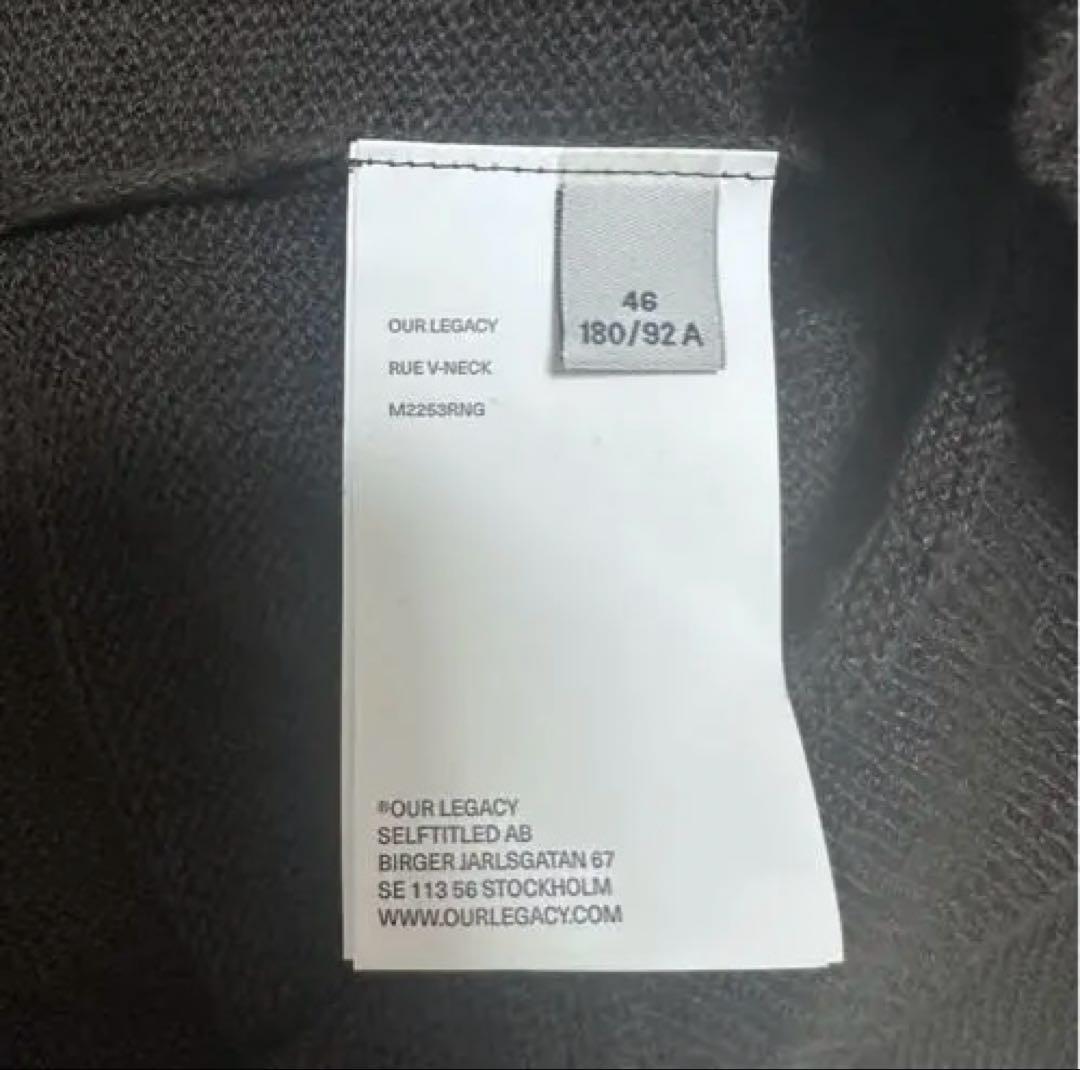 46
180/92 A
OUR LEGACY
RUE V-NECK
M2253RNG
®OUR LEGACY
SELFTITLED AB
BIRGER JARLSGATAN 67
SE 113 56 STOCKHOLM
WWW.OURLEGACY.COM